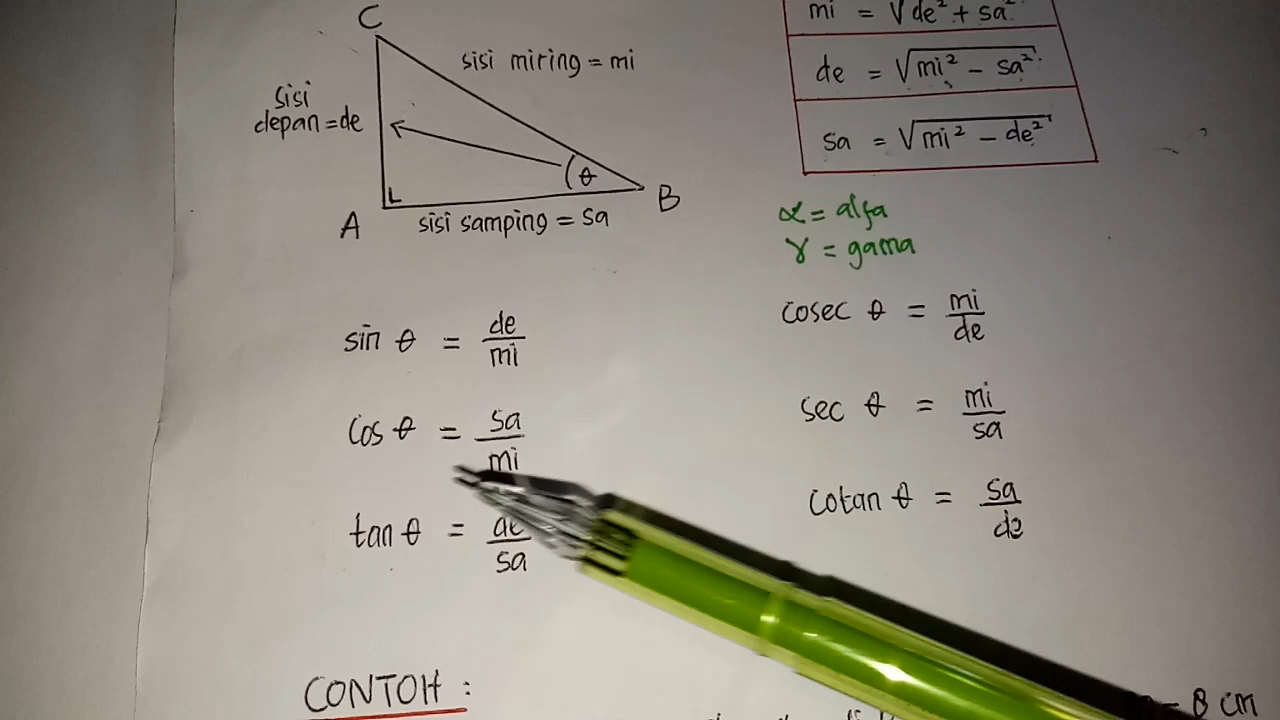 C
sisi miring = mi
sisi
depan = de
θ
A
B
sisi samping = sa
mi = √de² + sa²
de = √mi² - sa²
sa = √mi² - de²
α = alfa
γ = gama
sin θ = de/mi
cos θ = sa/mi
tan θ = de/sa
cosec θ = mi/de
sec θ = mi/sa
cotan θ = sa/de
CONTOH :
cm